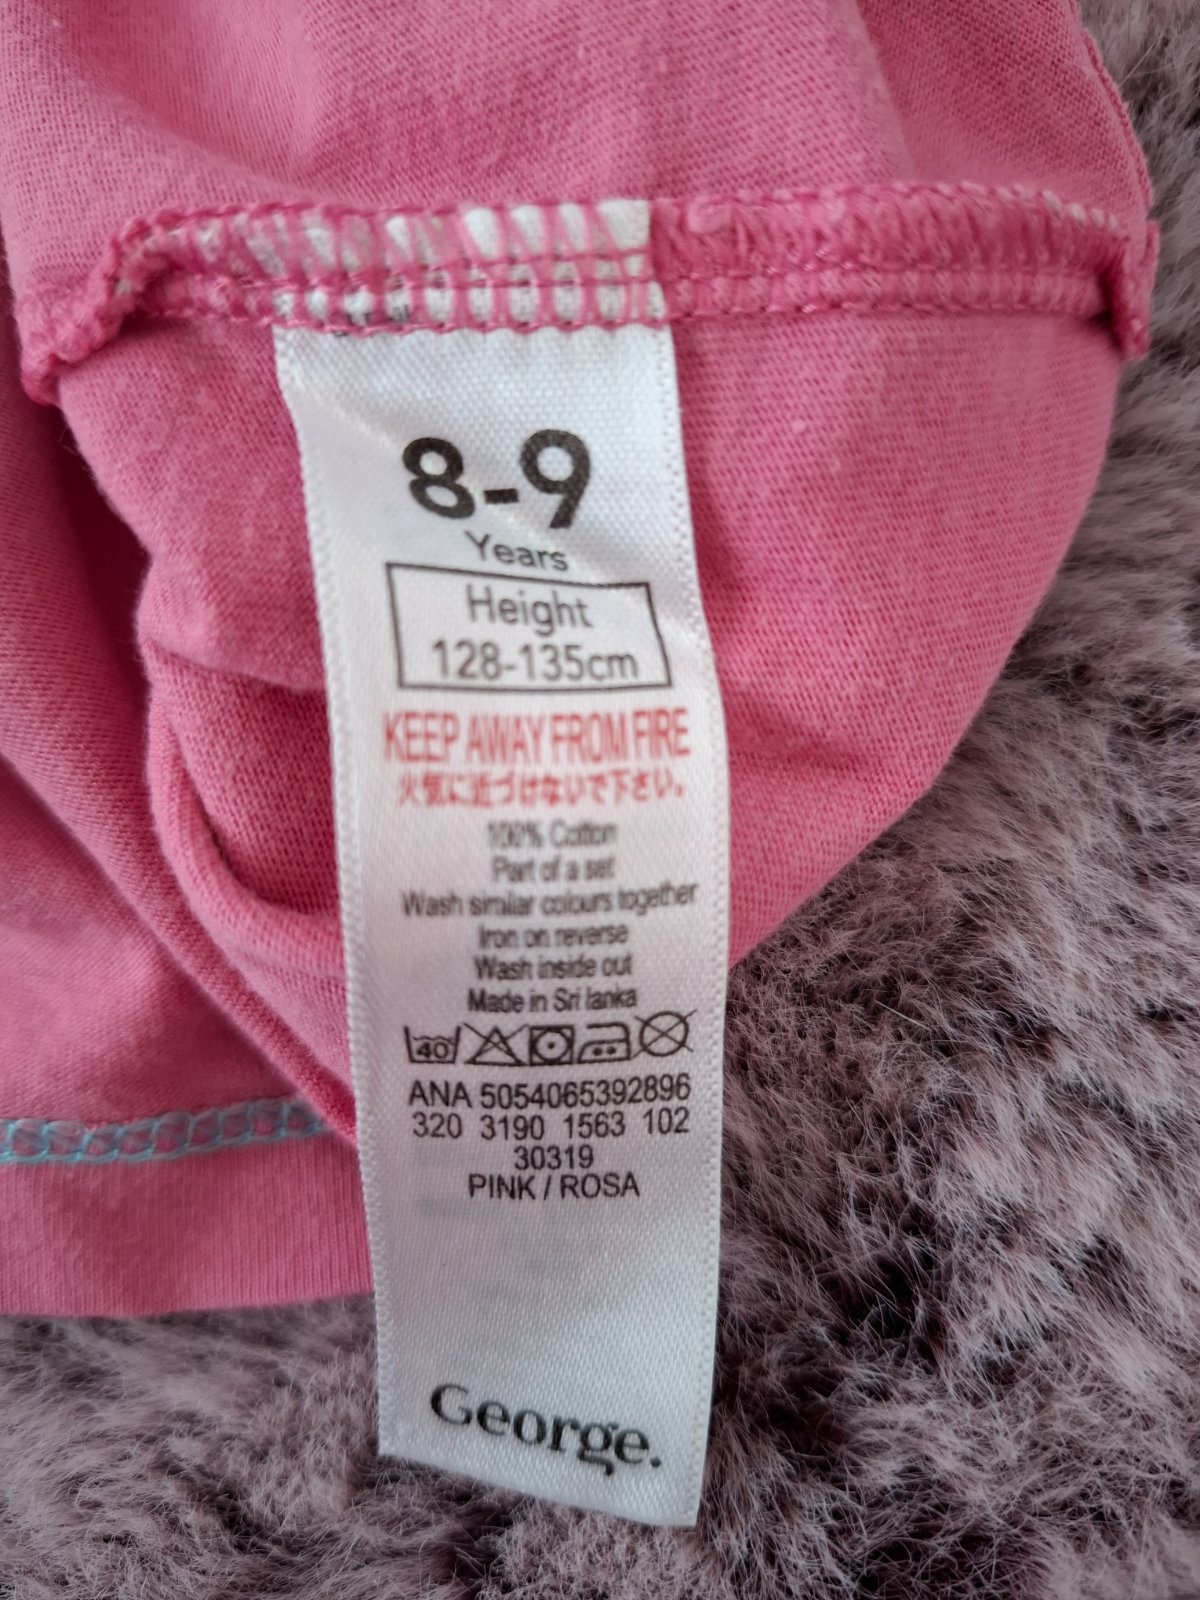 8-9
Years
Height
128-135cm
KEEP AWAY FROM FIRE
火気に近づけないで下さい。
100% Cotton
Part of a set
Wash similar colours together
Iron on reverse
Wash inside out
Made in Sri lanka
40
ANA 5054065392896
320 3190 1563 102
30319
PINK / ROSA
George.